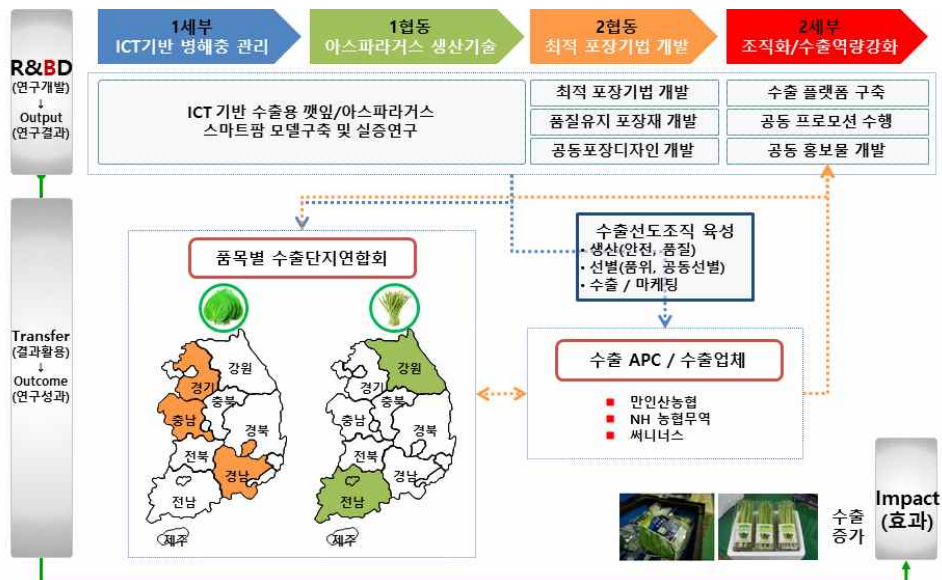 1세부
ICT기반 병해충 관리
1협동
아스파라거스 생산기술
2협동
최적 포장기법 개발
2세부
조직화/수출역량강화
R&BD
(연구개발)
↓
Output
(연구결과)
ICT 기반 수출용 깻잎/아스파라거스
스마트팜 모델구축 및 실증연구
최적 포장기법 개발
품질유지 포장재 개발
공동포장디자인 개발
수출 플랫폼 구축
공동 프로모션 수행
공동 홍보물 개발
Transfer
(결과활용)
↓
Outcome
(연구성과)
품목별 수출단지연합회
강원
경기
충북
충남
경북
전북
경남
전남
제주
강원
경기
충북
충남
경북
전북
경남
전남
제주
수출선도조직 육성
• 생산(안전, 품질)
• 선별(품위, 공동선별)
• 수출 / 마케팅
수출 APC / 수출업체
■ 만인산농협
■ NH 농협무역
■ 써니너스
수출
증가
Impact
(효과)